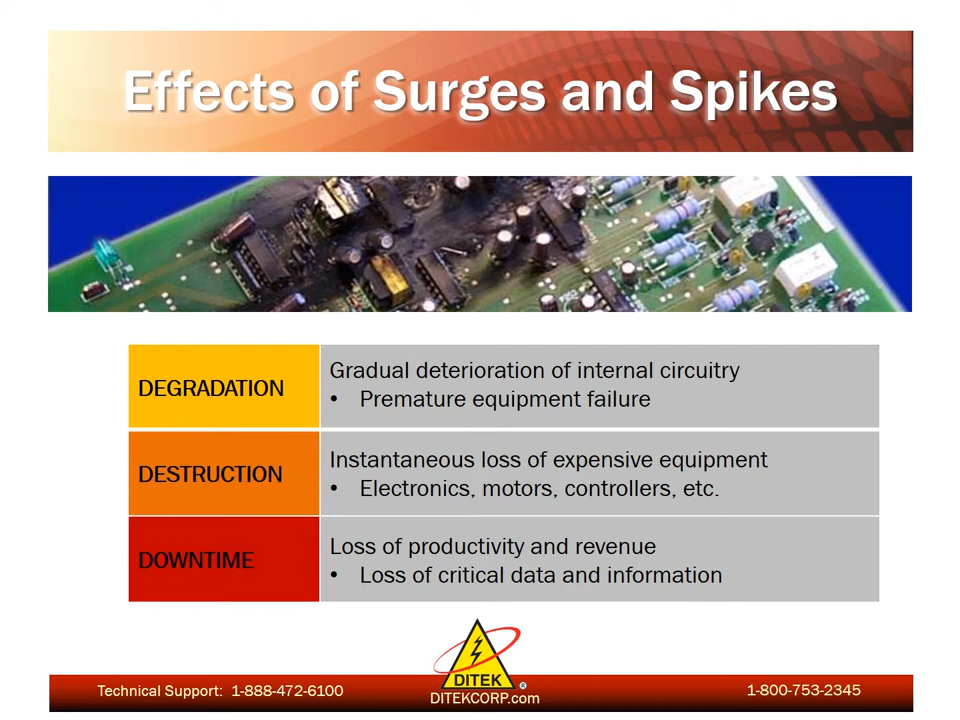 Effects of Surges and Spikes
DEGRADATION
Gradual deterioration of internal circuitry
• Premature equipment failure
DESTRUCTION
Instantaneous loss of expensive equipment
• Electronics, motors, controllers, etc.
DOWNTIME
Loss of productivity and revenue
• Loss of critical data and information
Technical Support: 1-888-472-6100
DITEK®
DITEKCORP.com
1-800-753-2345